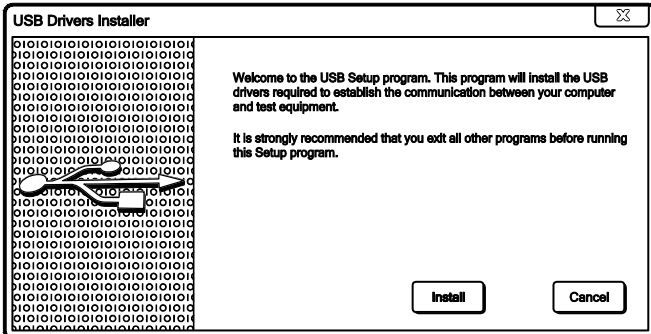 USB Drivers Installer
X
Welcome to the USB Setup program. This program will install the USB
drivers required to establish the communication between your computer
and test equipment.
It is strongly recommended that you exit all other programs before running
this Setup program.
Install
Cancel